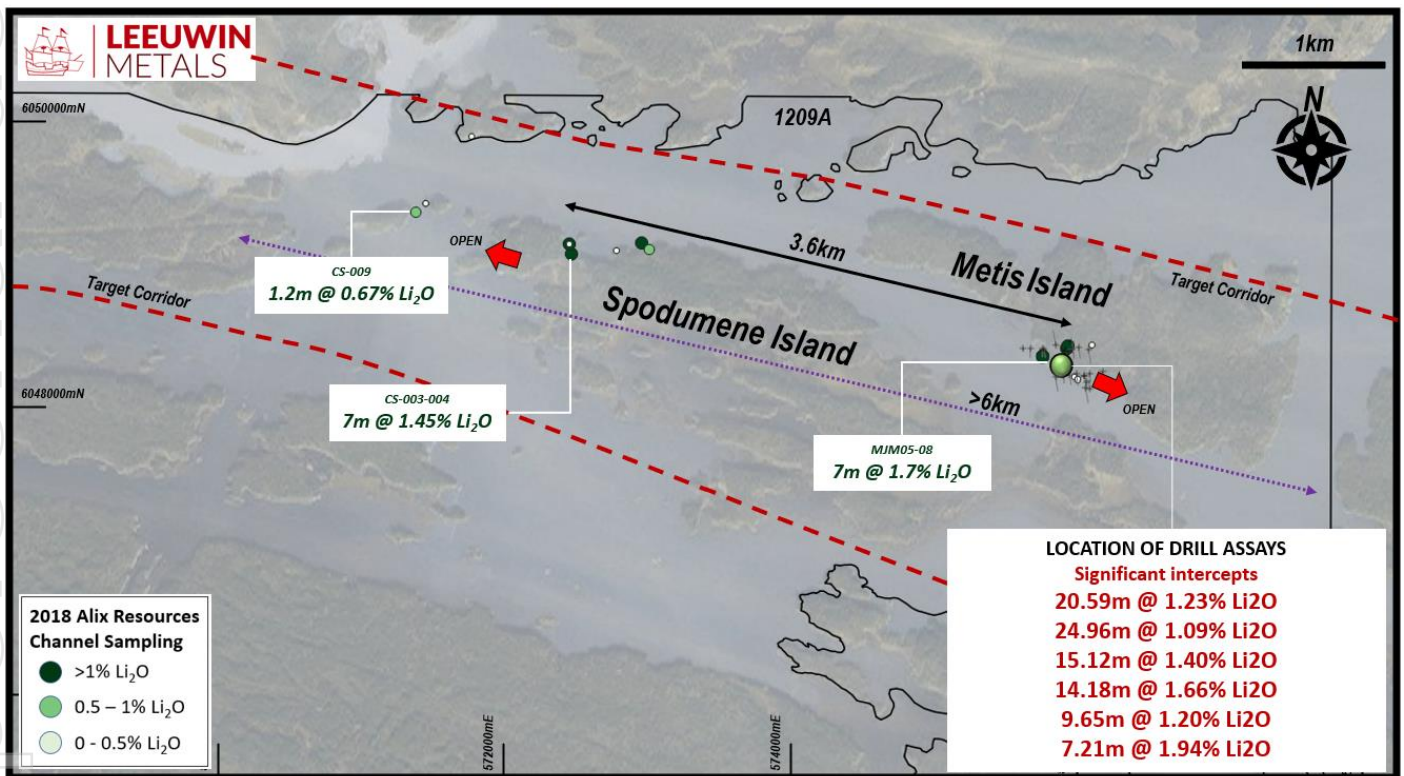 LEEUWIN
METALS
1km
N
6050000mN
1209A
OPEN
3.6km
Metis Island
Target Corridor
CS-009
1.2m @ 0.67% Li₂O
Target Corridor
Spodumene Island
6048000mN
CS-003-004
7m @ 1.45% Li₂O
>6km
OPEN
MJM05-08
7m @ 1.7% Li₂O
LOCATION OF DRILL ASSAYS
Significant intercepts
20.59m @ 1.23% Li2O
24.96m @ 1.09% Li2O
15.12m @ 1.40% Li2O
14.18m @ 1.66% Li2O
9.65m @ 1.20% Li2O
7.21m @ 1.94% Li2O
2018 Alix Resources
Channel Sampling
>1% Li₂O
0.5 – 1% Li₂O
0 - 0.5% Li₂O
572000mE
574000mE